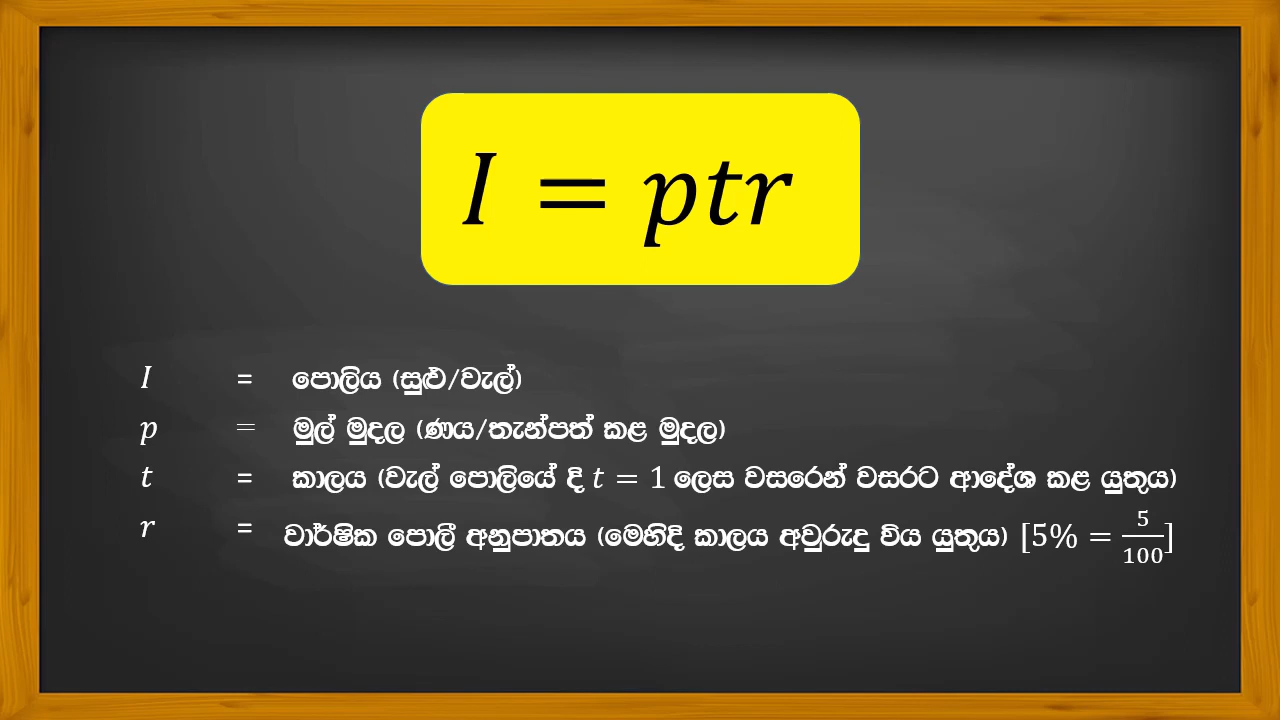 I = ptr
I = පොලිය (සුළු/වැල්)
p = මුල් මුදල (ණය/තැන්පත් කළ මුදල)
t = කාලය (වැල් පොලියේ දි t = 1 ලෙස වසරෙන් වසරට ආදේශ කළ යුතුය)
r = වාර්ෂික පොලී අනුපාතය (මෙහිදි කාලය අවුරුදු විය යුතුය) [5% = 5/100]